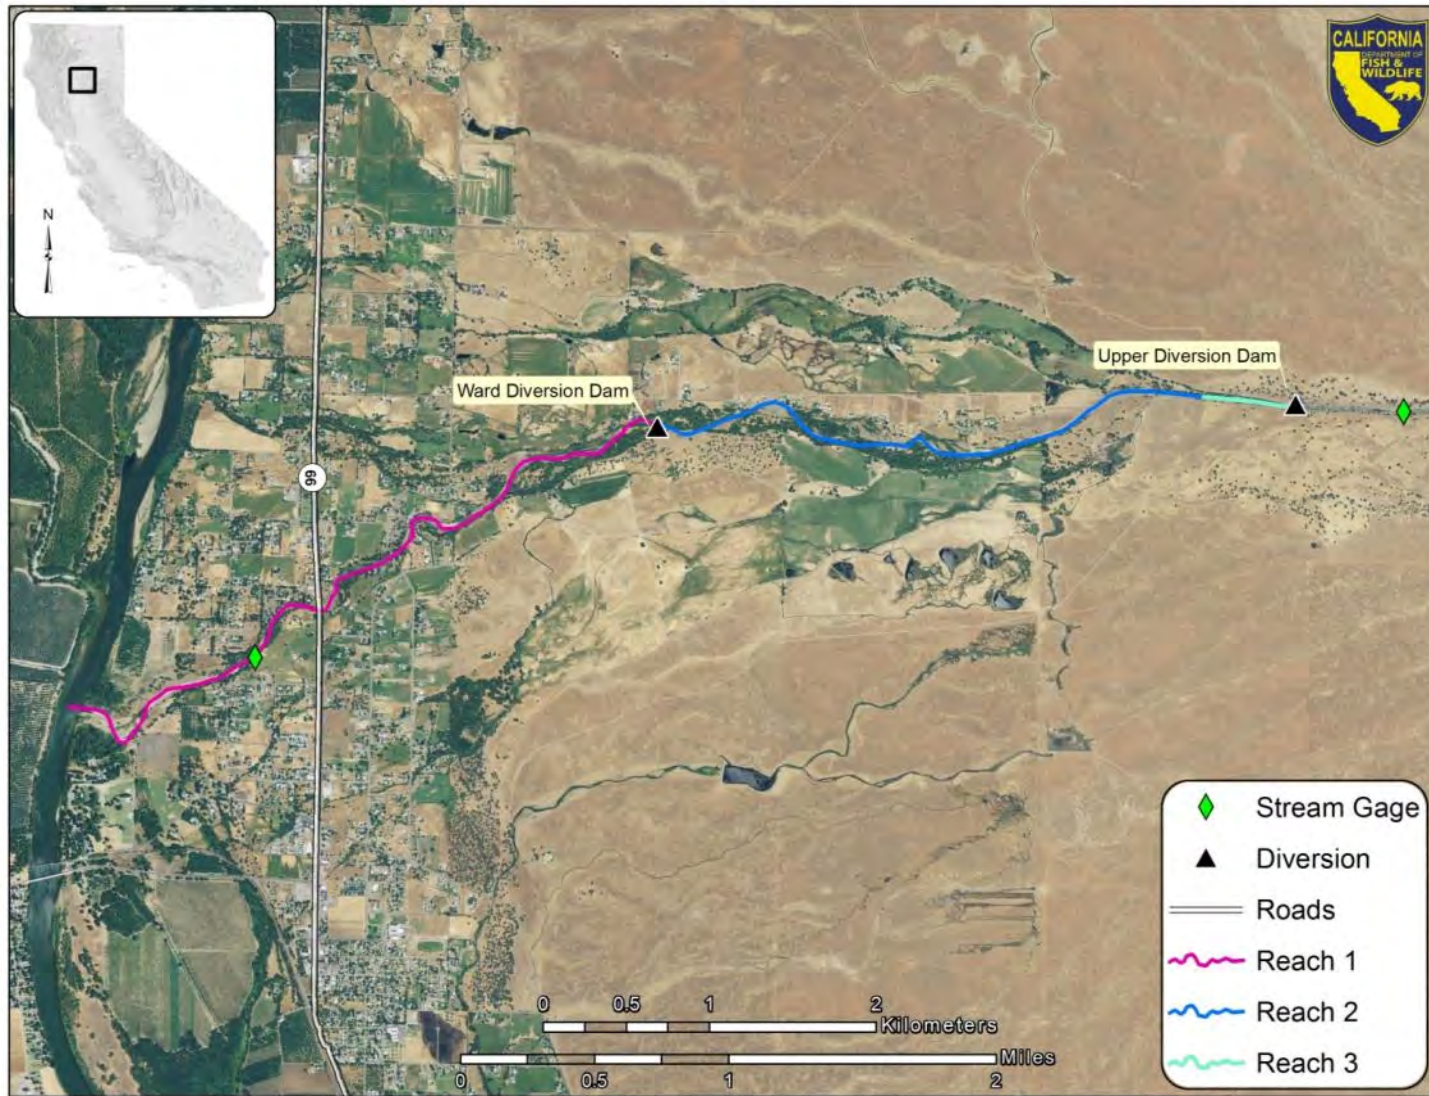 CALIFORNIA
DEPARTMENT OF
FISH &
WILDLIFE
N
Upper Diversion Dam
Ward Diversion Dam
99
Stream Gage
Diversion
Roads
Reach 1
Reach 2
Reach 3
0 0.5 1 2
Kilometers
Miles
0 0.5 1 2